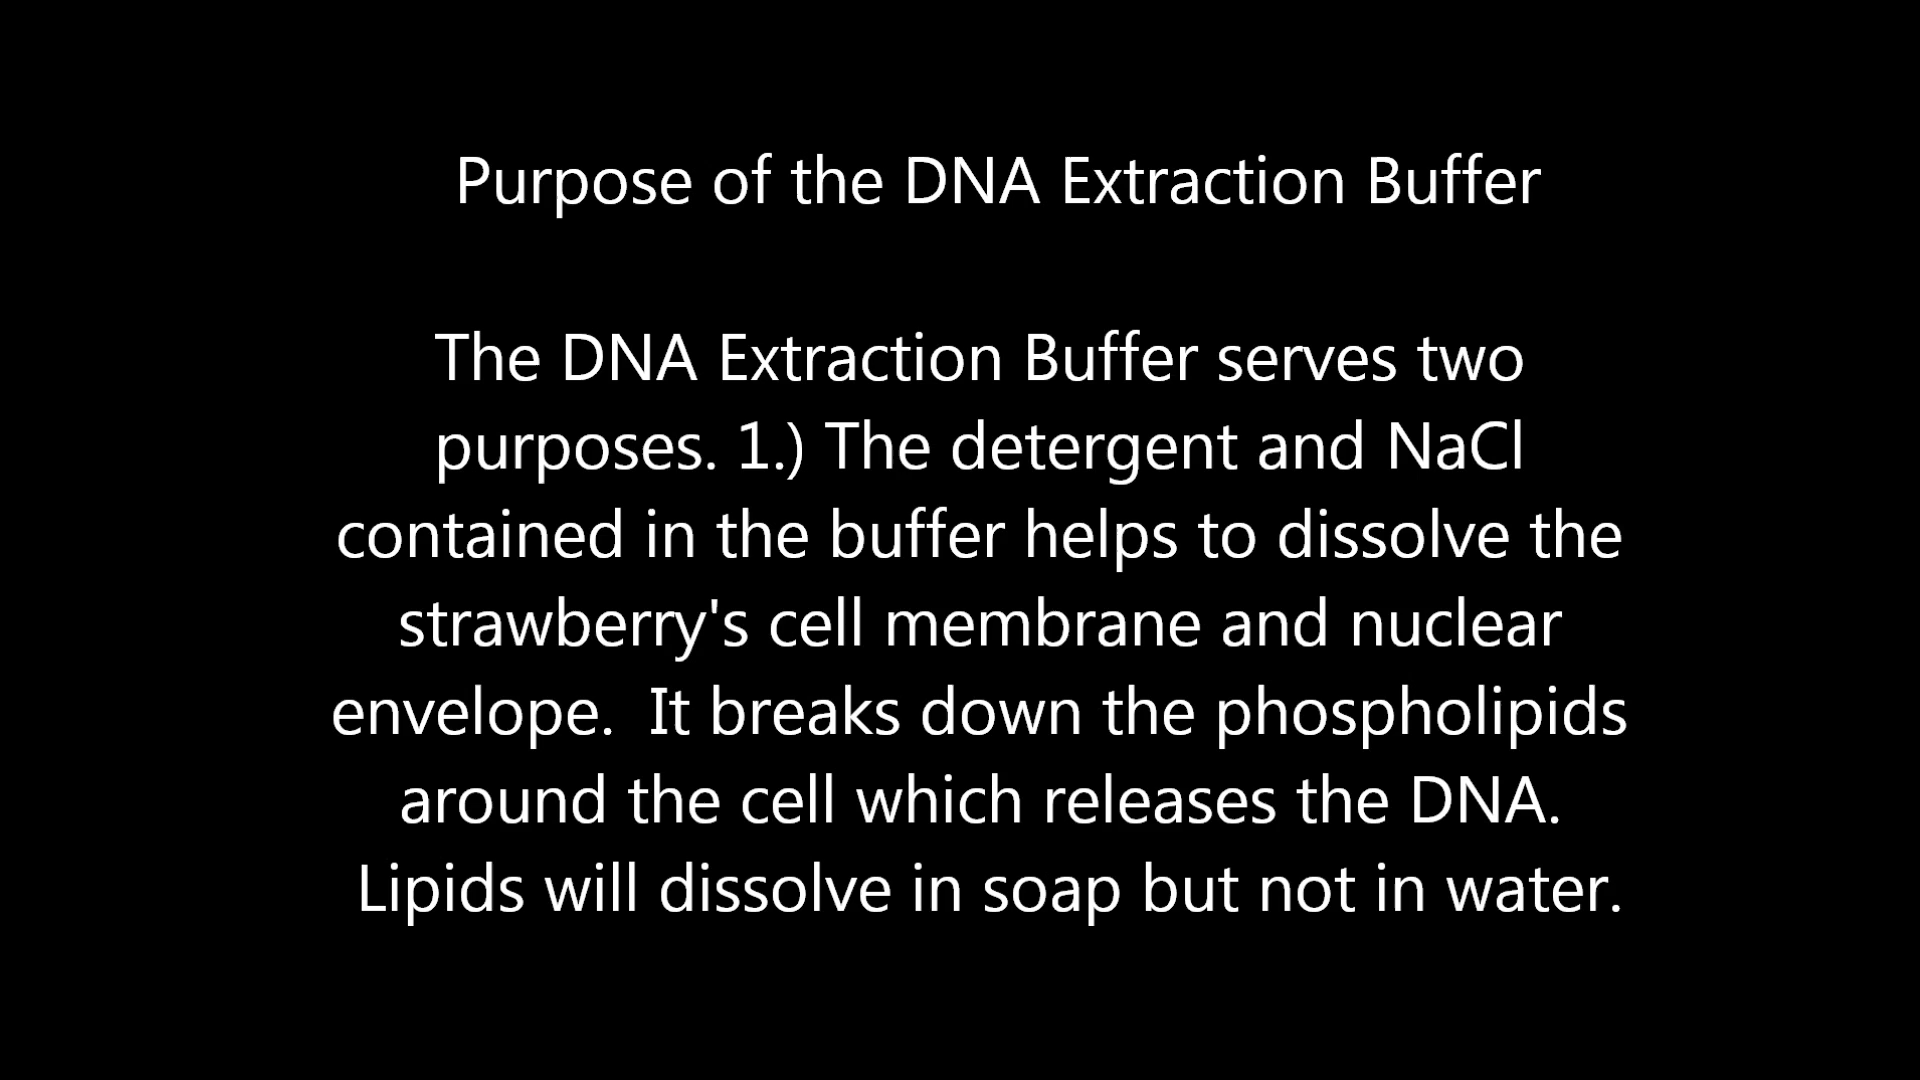 Purpose of the DNA Extraction Buffer
The DNA Extraction Buffer serves two
purposes. 1.) The detergent and NaCl
contained in the buffer helps to dissolve the
strawberry's cell membrane and nuclear
envelope.  It breaks down the phospholipids
around the cell which releases the DNA.
Lipids will dissolve in soap but not in water.